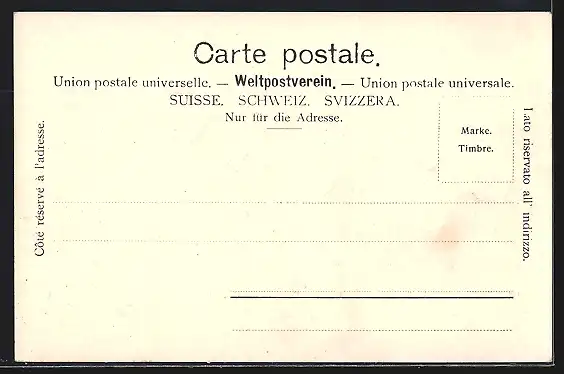 Carte postale.
Union postale universelle. — Weltpostverein. — Union postale universale.
SUISSE. SCHWEIZ. SVIZZERA.
Nur für die Adresse.
Marke.
Timbre.
Côté réservé à l'adresse.
Lato riservato all' indirizzo.